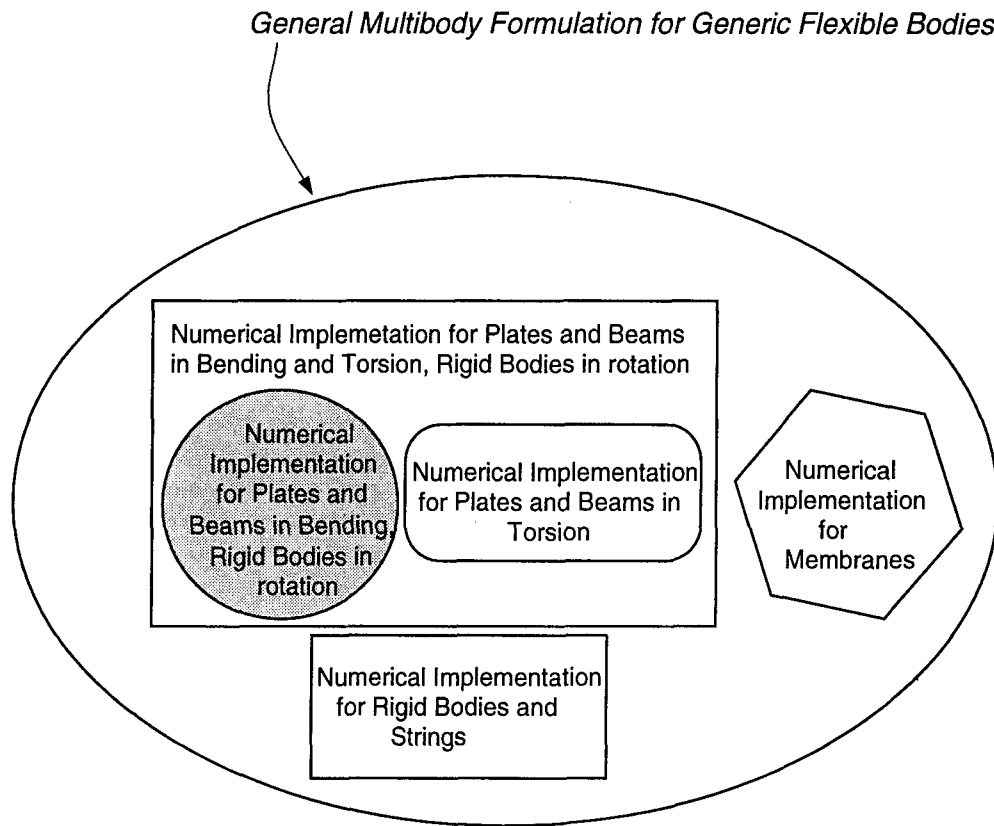 General Multibody Formulation for Generic Flexible Bodies
Numerical Implemetation for Plates and Beams
in Bending and Torsion, Rigid Bodies in rotation
Numerical
Implementation
for Plates and
Beams in Bending,
Rigid Bodies in
rotation
Numerical Implementation
for Plates and Beams in
Torsion
Numerical
Implementation
for
Membranes
Numerical Implementation
for Rigid Bodies and
Strings